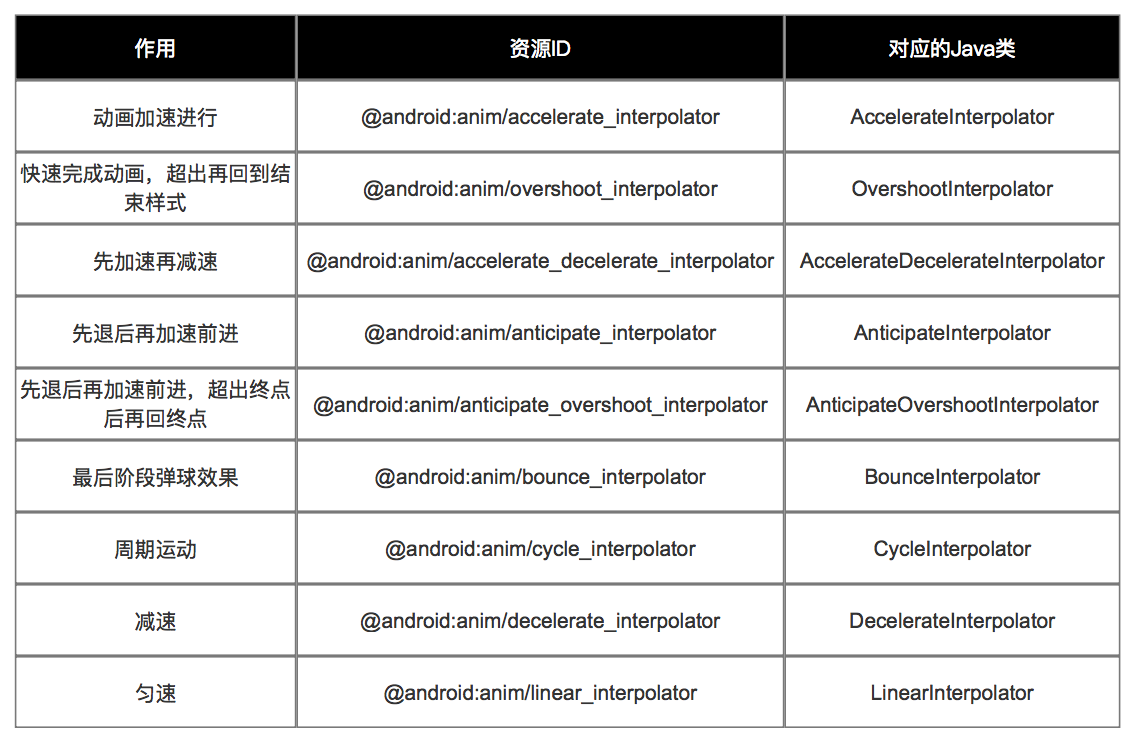 作用 资源ID 对应的Java类
动画加速进行 @android:anim/accelerate_interpolator AccelerateInterpolator
快速完成动画，超出再回到结
束样式 @android:anim/overshoot_interpolator OvershootInterpolator
先加速再减速 @android:anim/accelerate_decelerate_interpolator AccelerateDecelerateInterpolator
先退后再加速前进 @android:anim/anticipate_interpolator AnticipateInterpolator
先退后再加速前进，超出终点
后再回终点 @android:anim/anticipate_overshoot_interpolator AnticipateOvershootInterpolator
最后阶段弹球效果 @android:anim/bounce_interpolator BounceInterpolator
周期运动 @android:anim/cycle_interpolator CycleInterpolator
减速 @android:anim/decelerate_interpolator DecelerateInterpolator
匀速 @android:anim/linear_interpolator LinearInterpolator